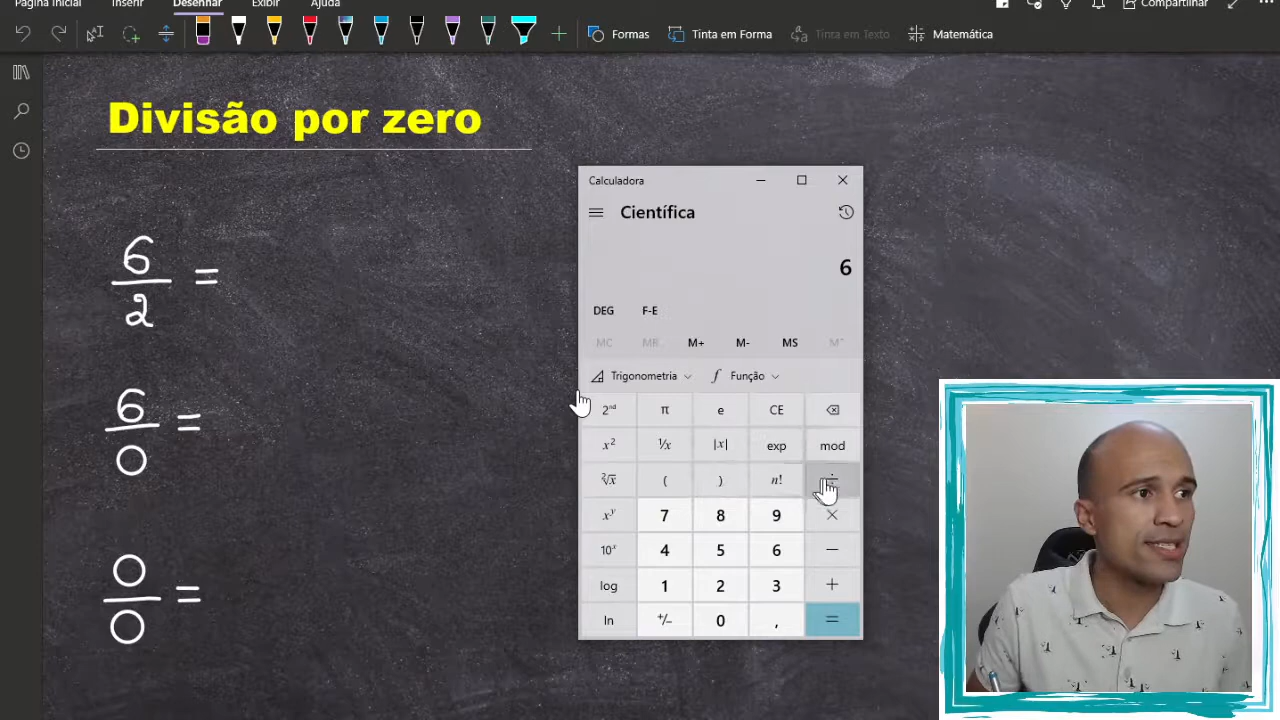 Página Inicial Inserir Desenhar Exibir Ajuda Compartilhar
Formas Tinta em Forma Tinta em Texto Matemática
Divisão por zero
6
— =
2
6
— =
0
0
— =
0
Calculadora
Científica
6
DEG F-E
MC MR M+ M- MS M˅
Trigonometria f Função
2ⁿᵈ π e CE
x² ¹/x |x| exp mod
²√x ( ) n! ÷
xʸ 7 8 9 ×
10ˣ 4 5 6 −
log 1 2 3 +
ln +/− 0 , =